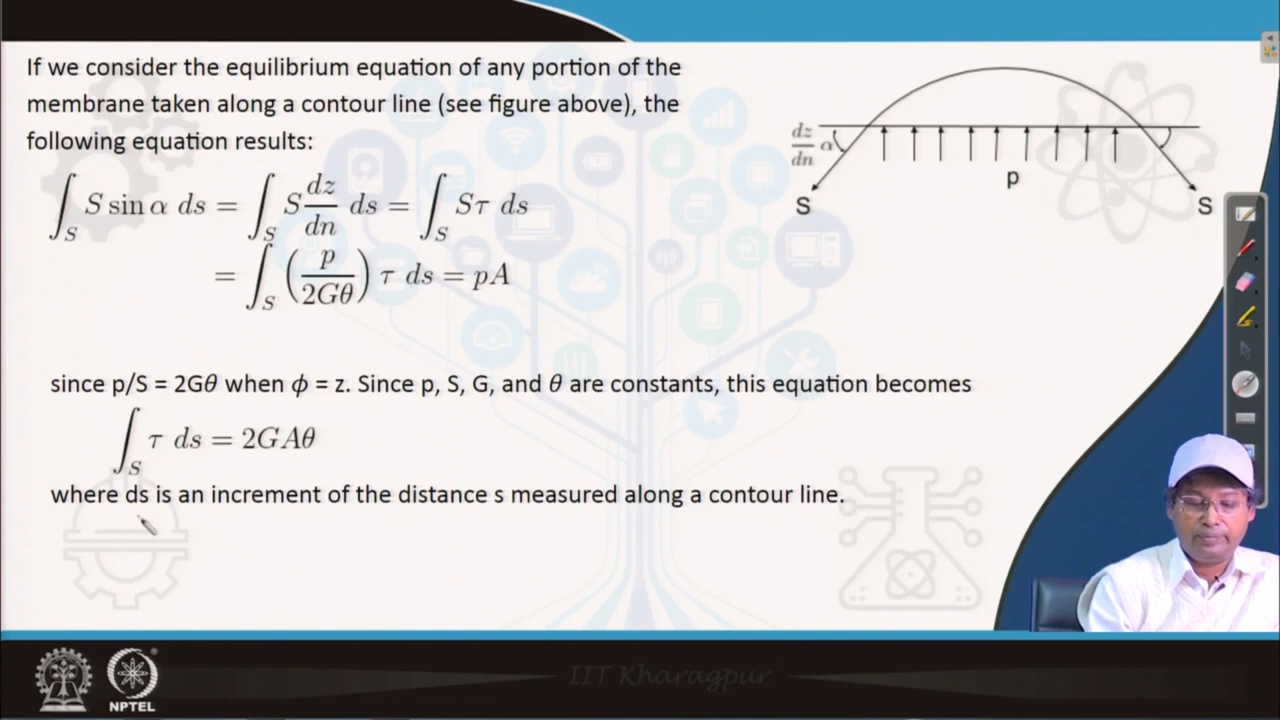 If we consider the equilibrium equation of any portion of the
membrane taken along a contour line (see figure above), the
following equation results:
∫_S S sin α ds = ∫_S S dz/dn ds = ∫_S Sτ ds
= ∫_S (p/2Gθ) τ ds = pA
dz/dn α
p
S
S
since p/S = 2Gθ when ϕ = z. Since p, S, G, and θ are constants, this equation becomes
∫_S τ ds = 2GAθ
where ds is an increment of the distance s measured along a contour line.
IIT Kharagpur
NPTEL